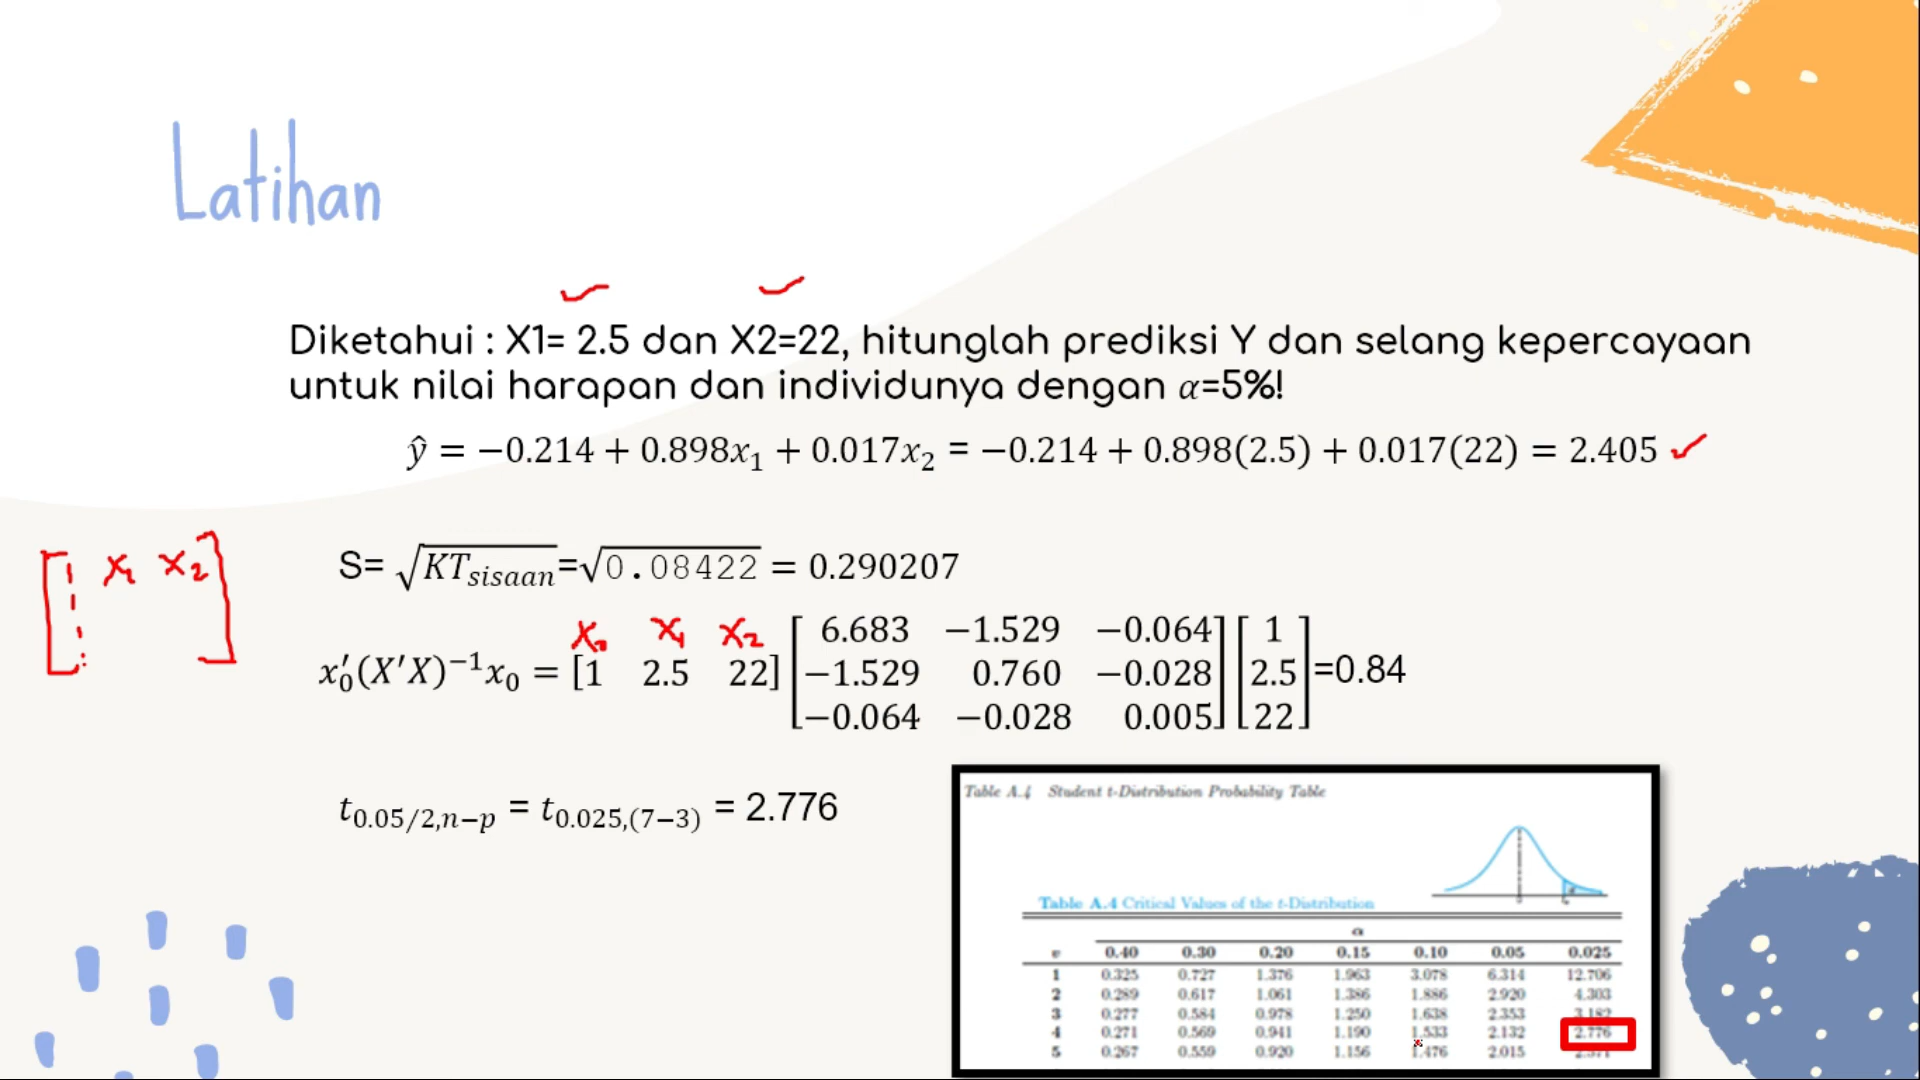 Latihan
Diketahui : X1= 2.5 dan X2=22, hitunglah prediksi Y dan selang kepercayaan
untuk nilai harapan dan individunya dengan α=5%!
ŷ = −0.214 + 0.898x₁ + 0.017x₂ = −0.214 + 0.898(2.5) + 0.017(22) = 2.405
S= √KTsisaan=√0.08422 = 0.290207
[1 x₁ x₂]
x₀ x₁ x₂
x₀′(X′X)⁻¹x₀ = [1 2.5 22] [6.683 −1.529 −0.064
−1.529 0.760 −0.028
−0.064 −0.028 0.005] [1
2.5
22] =0.84
t₀.₀₅/₂,ₙ₋ₚ = t₀.₀₂₅,(₇₋₃) = 2.776
Table A.4 Student t-Distribution Probability Table
Table A.4 Critical Values of the t-Distribution
α
v 0.40 0.30 0.20 0.15 0.10 0.05 0.025
1 0.325 0.727 1.376 1.963 3.078 6.314 12.706
2 0.289 0.617 1.061 1.386 1.886 2.920 4.303
3 0.277 0.584 0.978 1.250 1.638 2.353 3.182
4 0.271 0.569 0.941 1.190 1.533 2.132 2.776
5 0.267 0.559 0.920 1.156 1.476 2.015